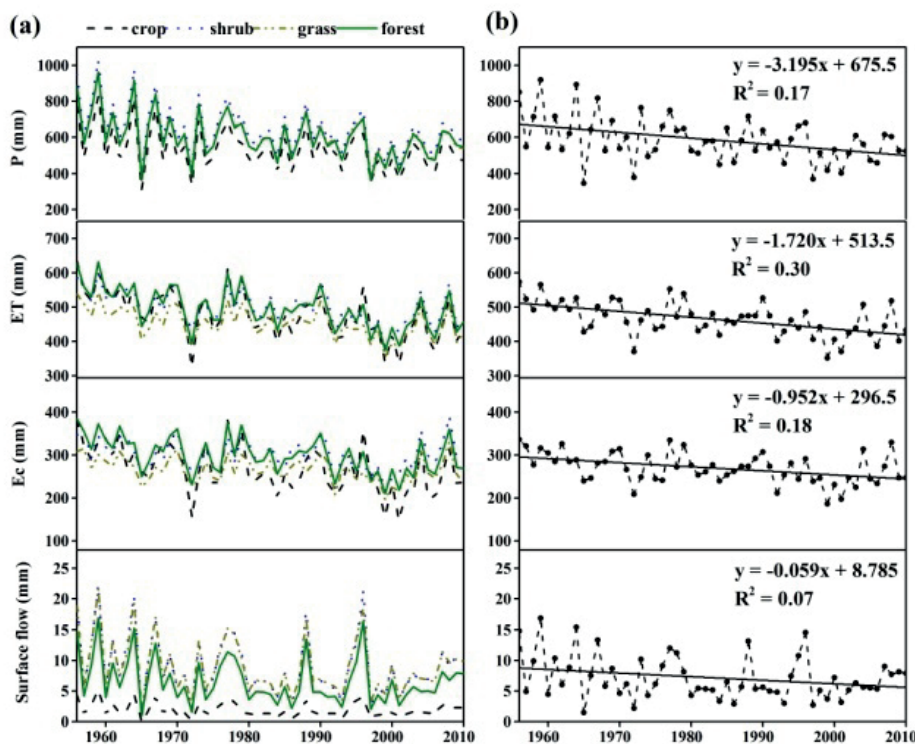 (a)
crop shrub grass forest
(b)
1000
800
600
400
200
P (mm)
1000
800
600
400
200
y = -3.195x + 675.5
R² = 0.17
700
600
500
400
300
ET (mm)
700
600
500
400
300
y = -1.720x + 513.5
R² = 0.30
400
300
200
100
Ec (mm)
400
300
200
100
y = -0.952x + 296.5
R² = 0.18
25
20
15
10
5
0
Surface flow (mm)
25
20
15
10
5
0
y = -0.059x + 8.785
R² = 0.07
1960 1970 1980 1990 2000 2010
1960 1970 1980 1990 2000 2010